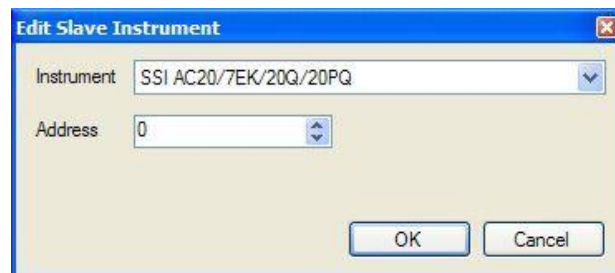 Edit Slave Instrument
Instrument SSI AC20/7EK/20Q/20PQ
Address 0
OK Cancel